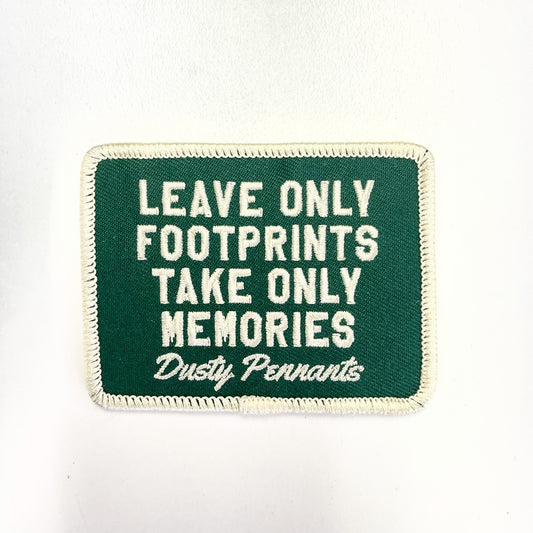 LEAVE ONLY
FOOTPRINTS
TAKE ONLY
MEMORIES
Dusty Pennants